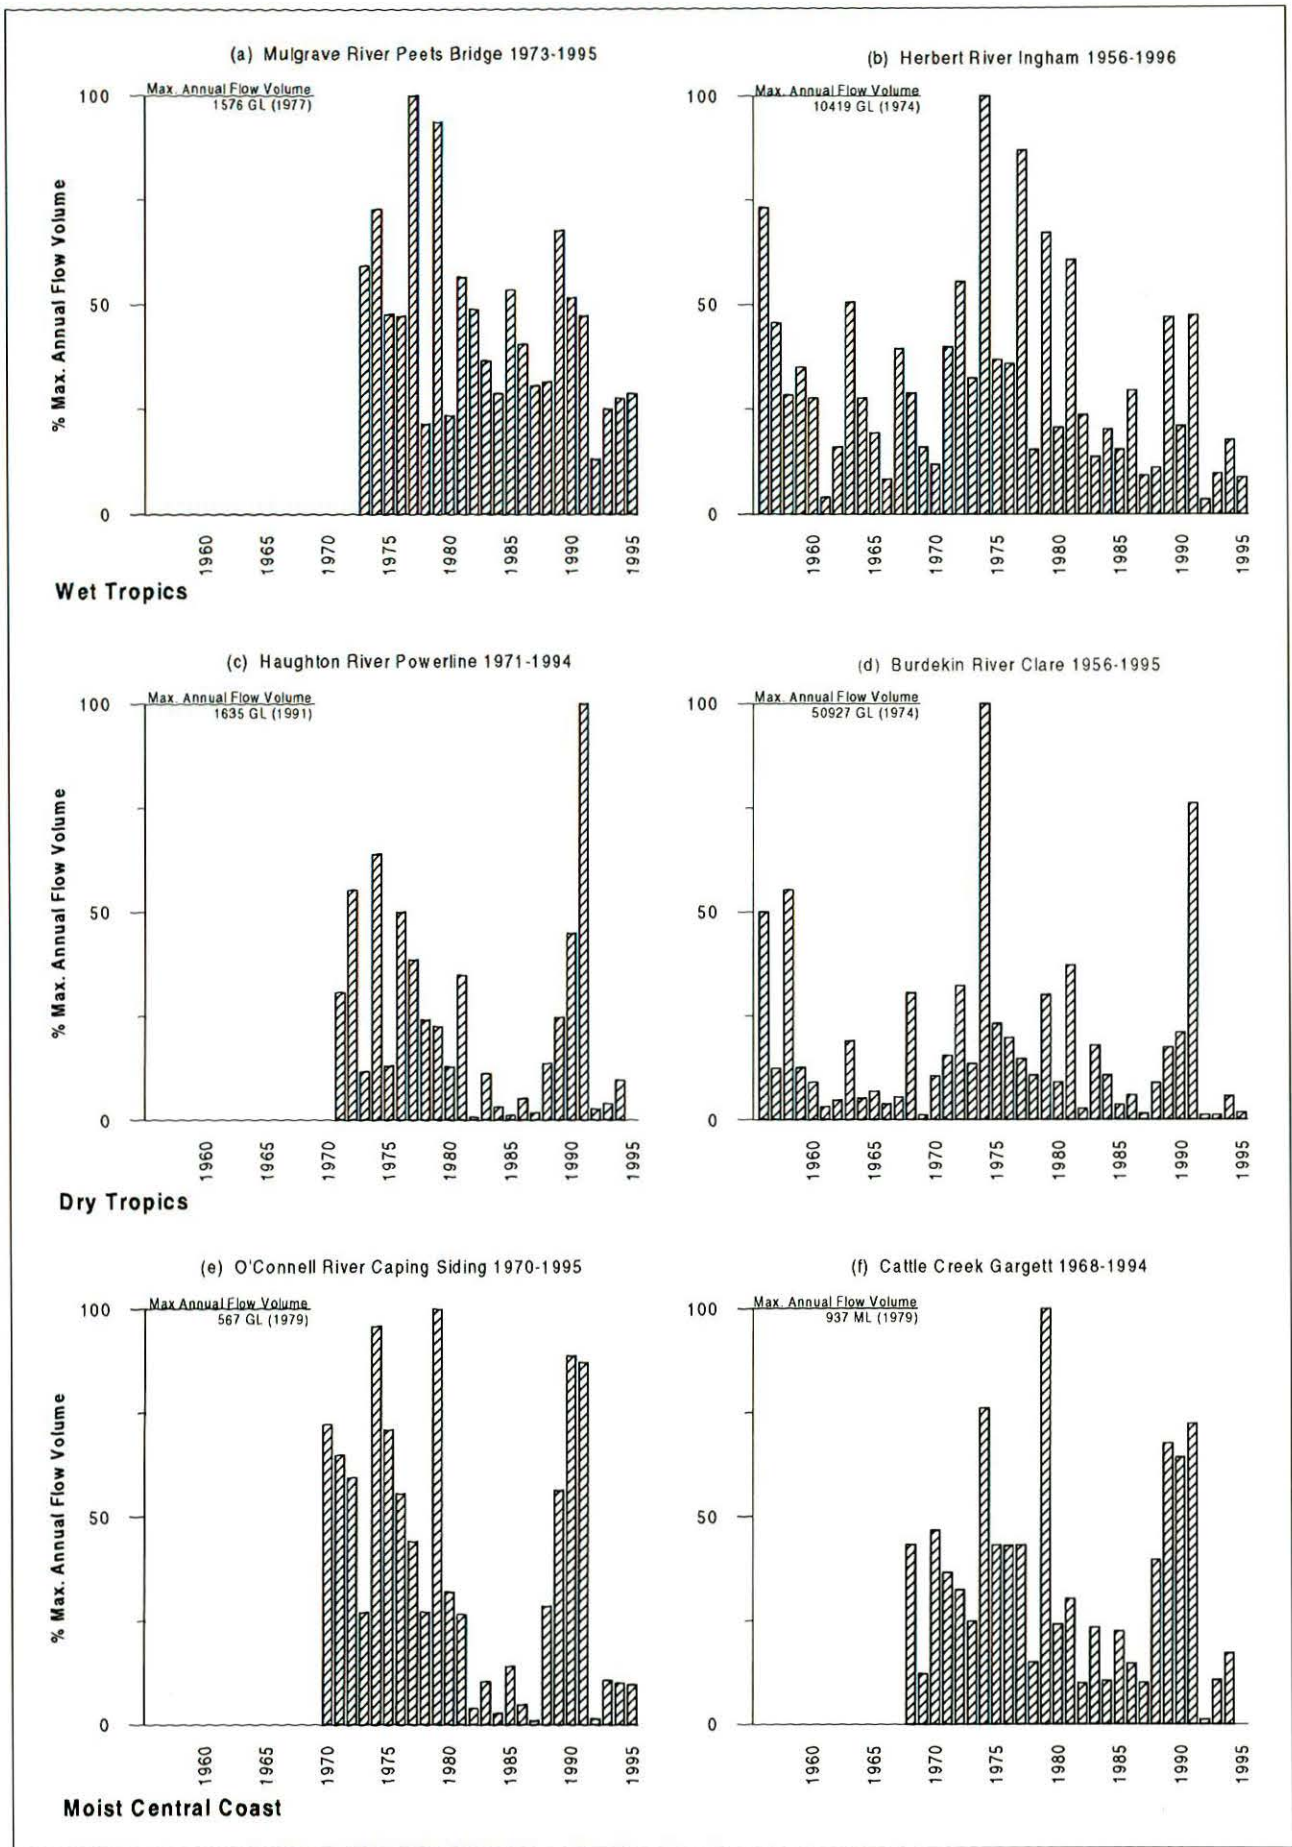 (a) Mulgrave River Peets Bridge 1973-1995
Max. Annual Flow Volume
1576 GL (1977)
100
50
0
% Max. Annual Flow Volume
1960 1965 1970 1975 1980 1985 1990 1995
(b) Herbert River Ingham 1956-1996
Max. Annual Flow Volume
10419 GL (1974)
100
50
0
1960 1965 1970 1975 1980 1985 1990 1995
Wet Tropics
(c) Haughton River Powerline 1971-1994
Max. Annual Flow Volume
1635 GL (1991)
100
50
0
% Max. Annual Flow Volume
1960 1965 1970 1975 1980 1985 1990 1995
(d) Burdekin River Clare 1956-1995
Max. Annual Flow Volume
50927 GL (1974)
100
50
0
1960 1965 1970 1975 1980 1985 1990 1995
Dry Tropics
(e) O'Connell River Caping Siding 1970-1995
Max Annual Flow Volume
567 GL (1979)
100
50
0
% Max. Annual Flow Volume
1960 1965 1970 1975 1980 1985 1990 1995
(f) Cattle Creek Gargett 1968-1994
Max. Annual Flow Volume
937 ML (1979)
100
50
0
1960 1965 1970 1975 1980 1985 1990 1995
Moist Central Coast